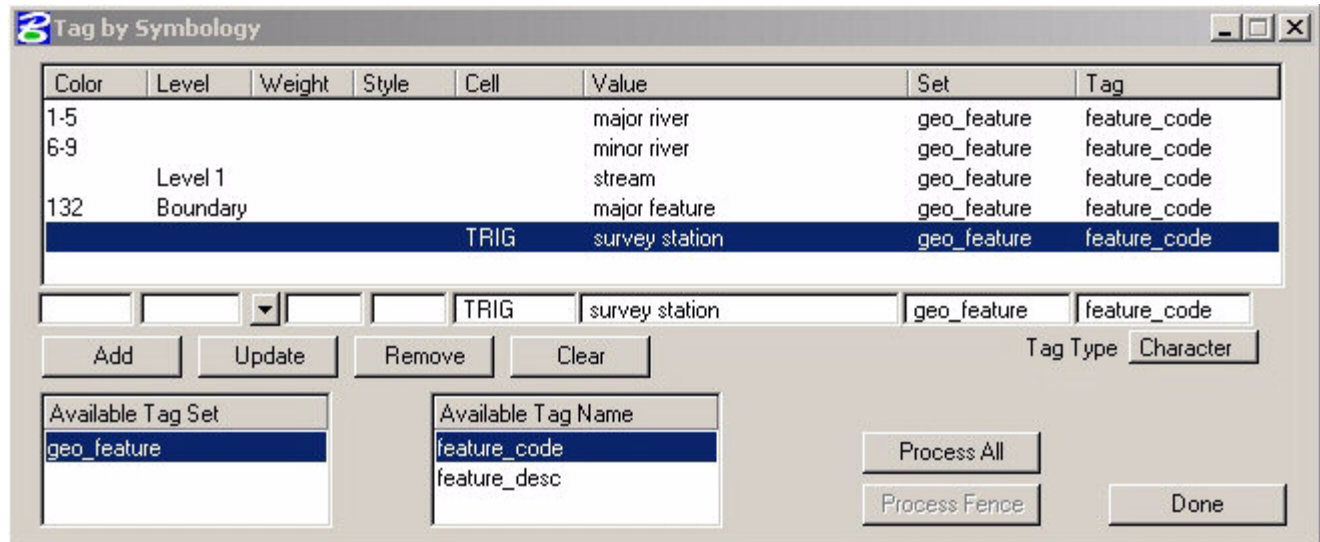 Tag by Symbology
Color Level Weight Style Cell Value Set Tag
1-5 major river geo_feature feature_code
6-9 minor river geo_feature feature_code
Level 1 stream geo_feature feature_code
132 Boundary major feature geo_feature feature_code
TRIG survey station geo_feature feature_code
TRIG survey station geo_feature feature_code
Add Update Remove Clear Tag Type Character
Available Tag Set Available Tag Name
geo_feature feature_code
feature_desc
Process All
Process Fence Done